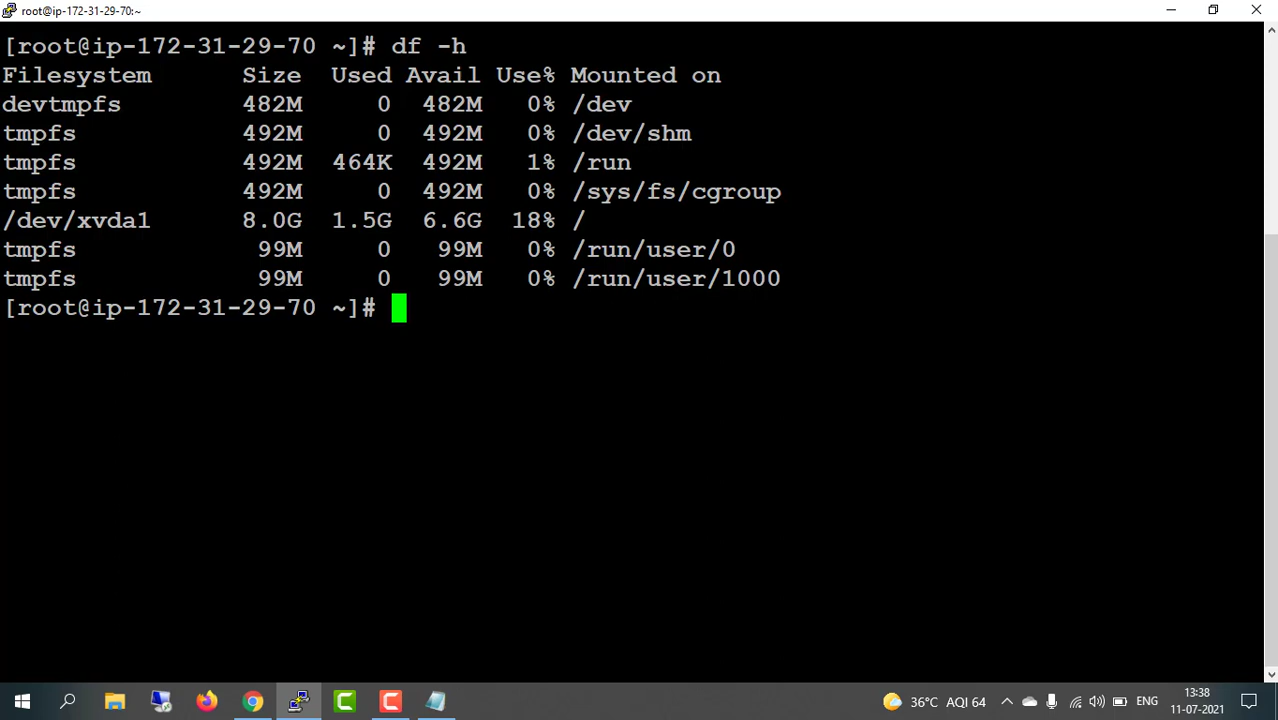 root@ip-172-31-29-70:~
[root@ip-172-31-29-70 ~]# df -h
Filesystem      Size  Used Avail Use% Mounted on
devtmpfs        482M     0  482M   0% /dev
tmpfs           492M     0  492M   0% /dev/shm
tmpfs           492M  464K  492M   1% /run
tmpfs           492M     0  492M   0% /sys/fs/cgroup
/dev/xvda1      8.0G  1.5G  6.6G  18% /
tmpfs            99M     0   99M   0% /run/user/0
tmpfs            99M     0   99M   0% /run/user/1000
[root@ip-172-31-29-70 ~]#
36°C AQI 64
ENG
13:38
11-07-2021